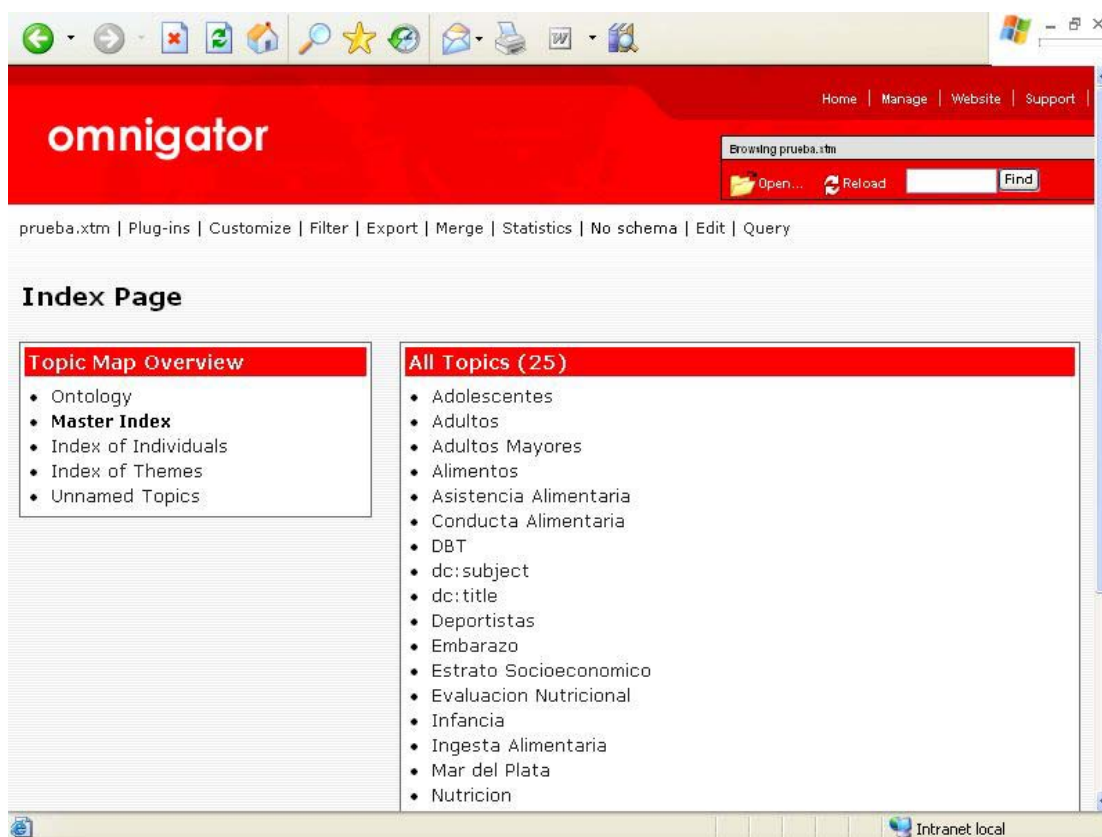 Home | Manage | Website | Support |
omnigator
Browsing prueba.xtm
Open... Reload Find
prueba.xtm | Plug-ins | Customize | Filter | Export | Merge | Statistics | No schema | Edit | Query
Index Page
Topic Map Overview
• Ontology
• Master Index
• Index of Individuals
• Index of Themes
• Unnamed Topics
All Topics (25)
• Adolescentes
• Adultos
• Adultos Mayores
• Alimentos
• Asistencia Alimentaria
• Conducta Alimentaria
• DBT
• dc:subject
• dc:title
• Deportistas
• Embarazo
• Estrato Socioeconomico
• Evaluacion Nutricional
• Infancia
• Ingesta Alimentaria
• Mar del Plata
• Nutricion
Intranet local